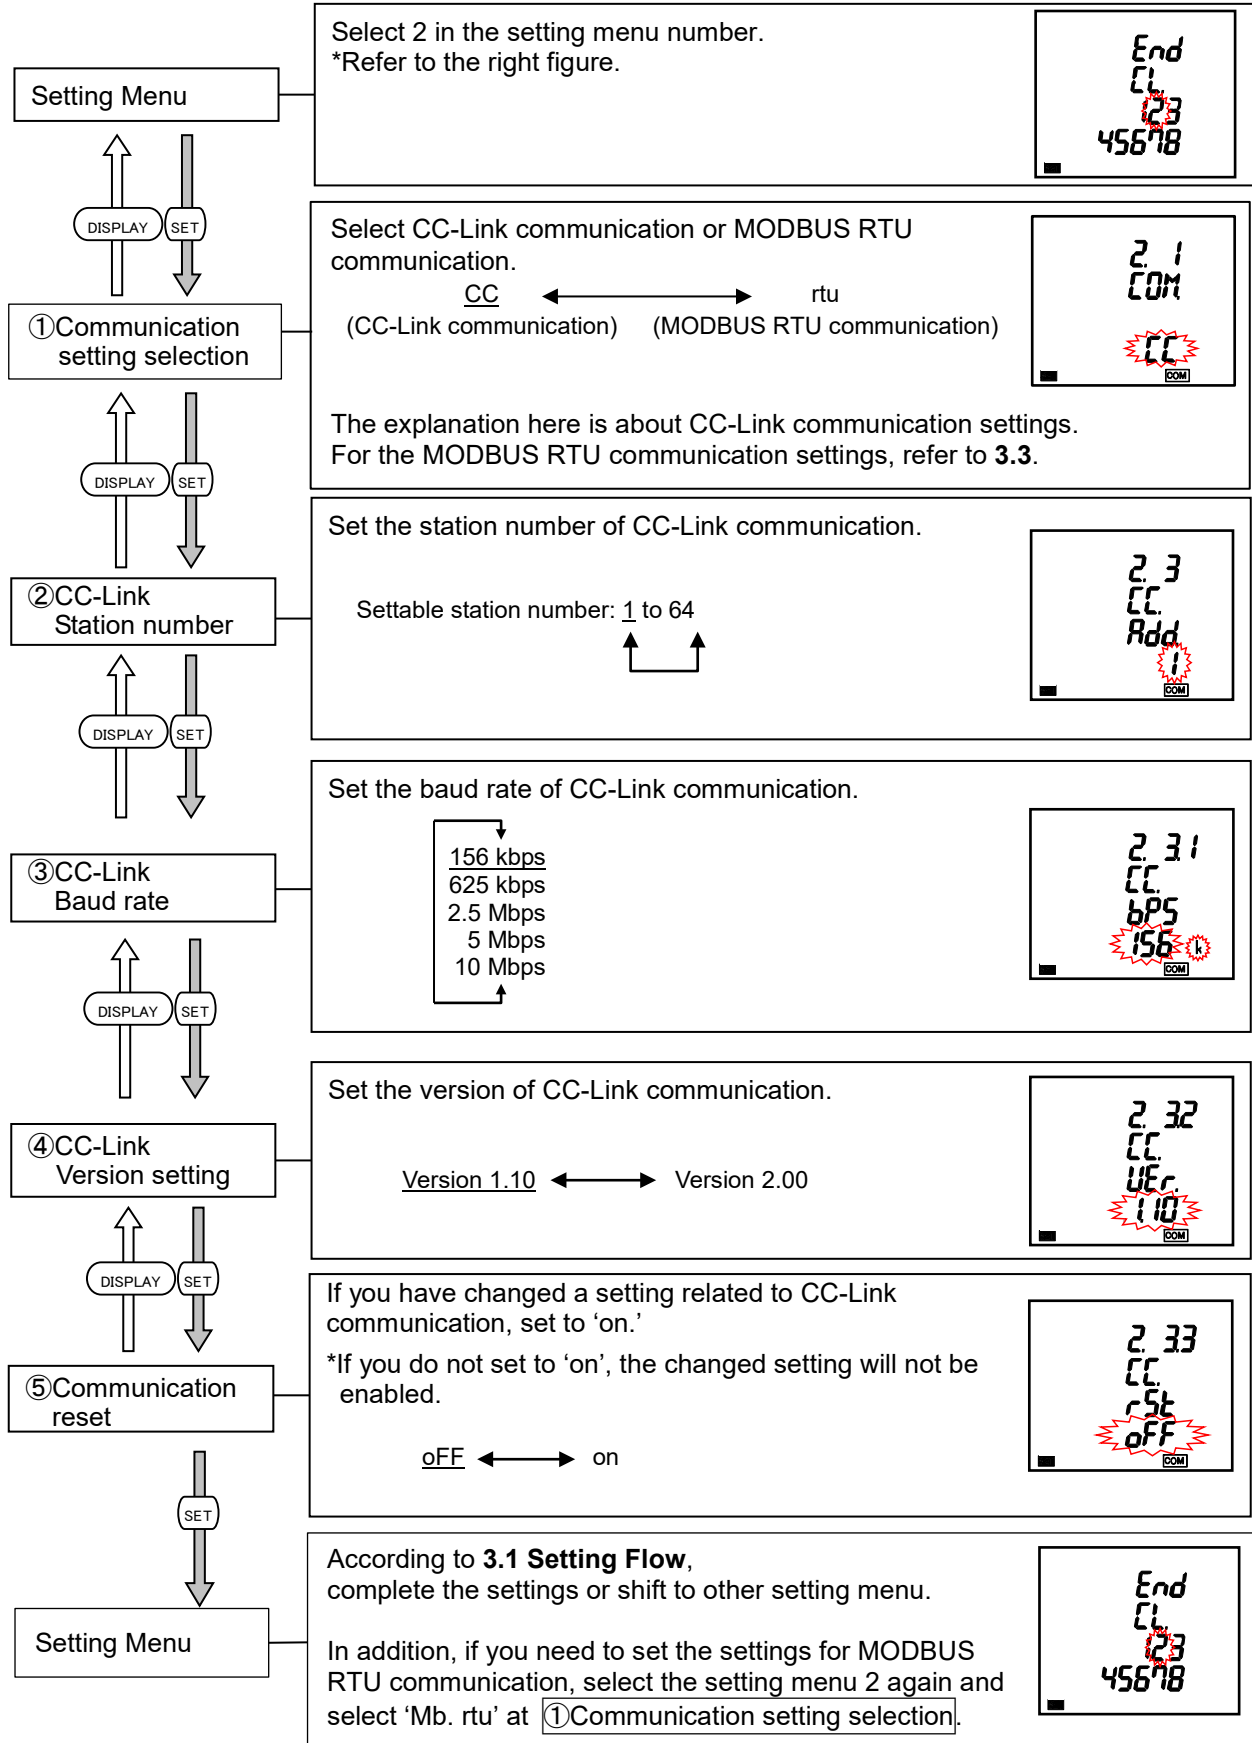 Setting Menu
Select 2 in the setting menu number.
*Refer to the right figure.
End
CL.
123
45678
DISPLAY
SET
①Communication
setting selection
Select CC-Link communication or MODBUS RTU
communication.
CC
rtu
(CC-Link communication)
(MODBUS RTU communication)
The explanation here is about CC-Link communication settings.
For the MODBUS RTU communication settings, refer to 3.3.
2. 1
COM.
CC
COM
DISPLAY
SET
②CC-Link
Station number
Set the station number of CC-Link communication.
Settable station number: 1 to 64
2. 3
CC.
Add
1
COM
DISPLAY
SET
③CC-Link
Baud rate
Set the baud rate of CC-Link communication.
156 kbps
625 kbps
2.5 Mbps
5 Mbps
10 Mbps
2. 3.1
CC.
bPS
156 k
COM
DISPLAY
SET
④CC-Link
Version setting
Set the version of CC-Link communication.
Version 1.10
Version 2.00
2. 3.2
CC.
VEr.
1.10
COM
DISPLAY
SET
⑤Communication
reset
If you have changed a setting related to CC-Link
communication, set to ‘on.’
*If you do not set to ‘on’, the changed setting will not be
enabled.
oFF
on
2. 3.3
CC.
rSt
oFF
COM
SET
Setting Menu
According to 3.1 Setting Flow,
complete the settings or shift to other setting menu.
In addition, if you need to set the settings for MODBUS
RTU communication, select the setting menu 2 again and
select ‘Mb. rtu’ at ①Communication setting selection.
End
CL.
123
45678